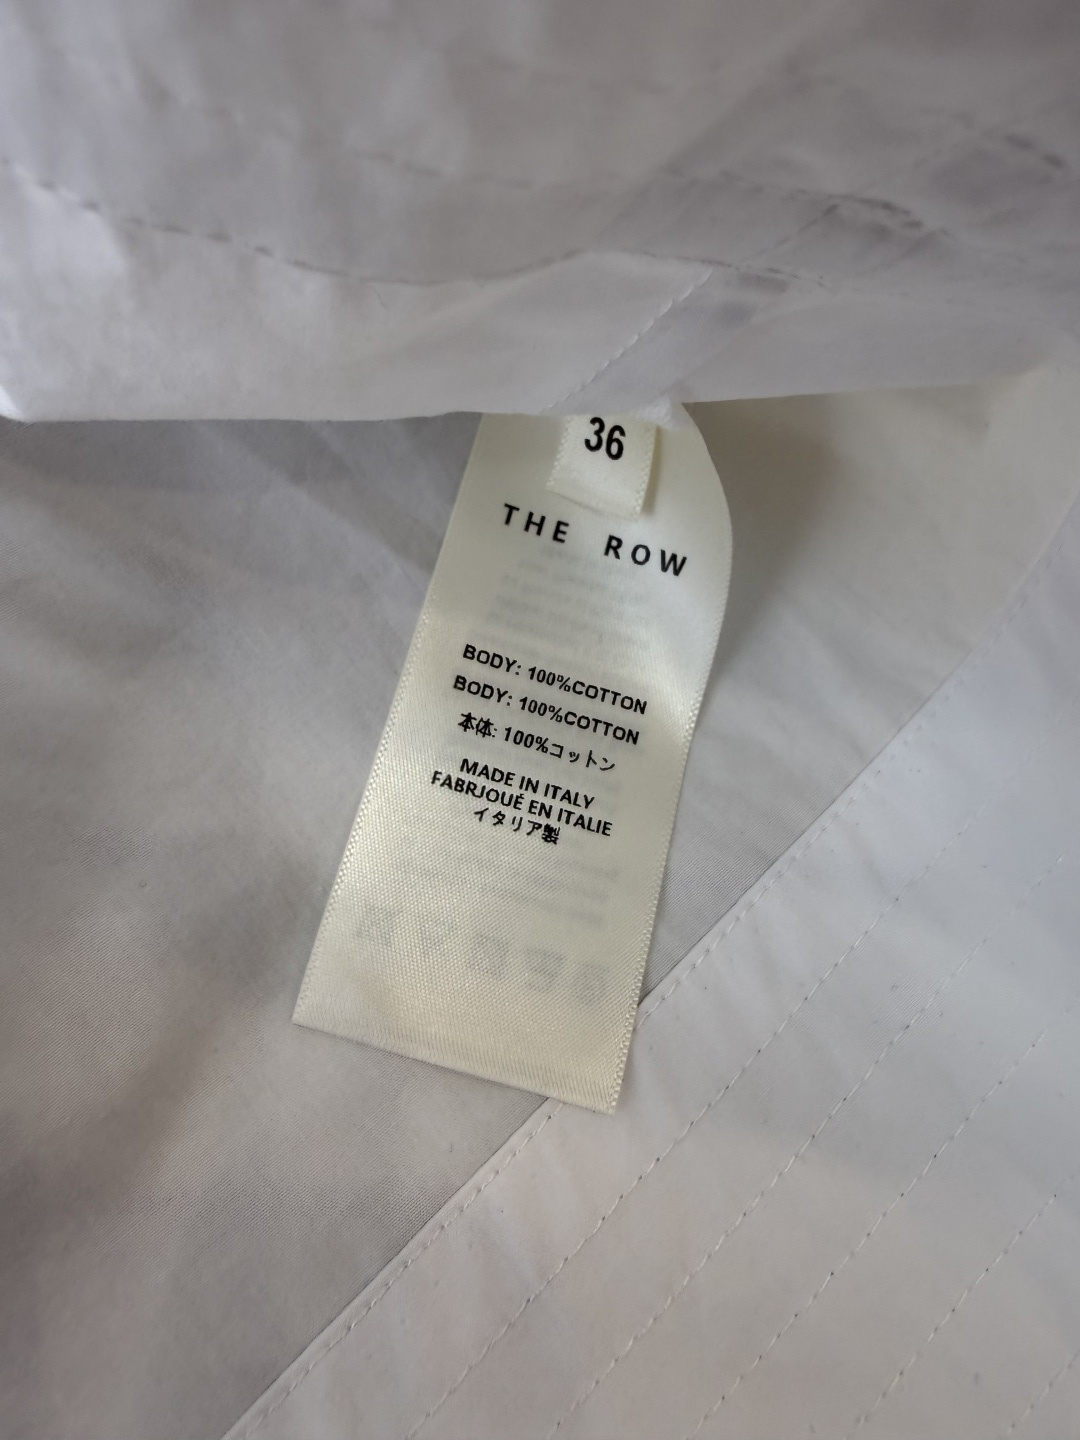 36
THE ROW
BODY: 100%COTTON
BODY: 100%COTTON
本体: 100%コットン
MADE IN ITALY
FABRJOUÉ EN ITALIE
イタリア製